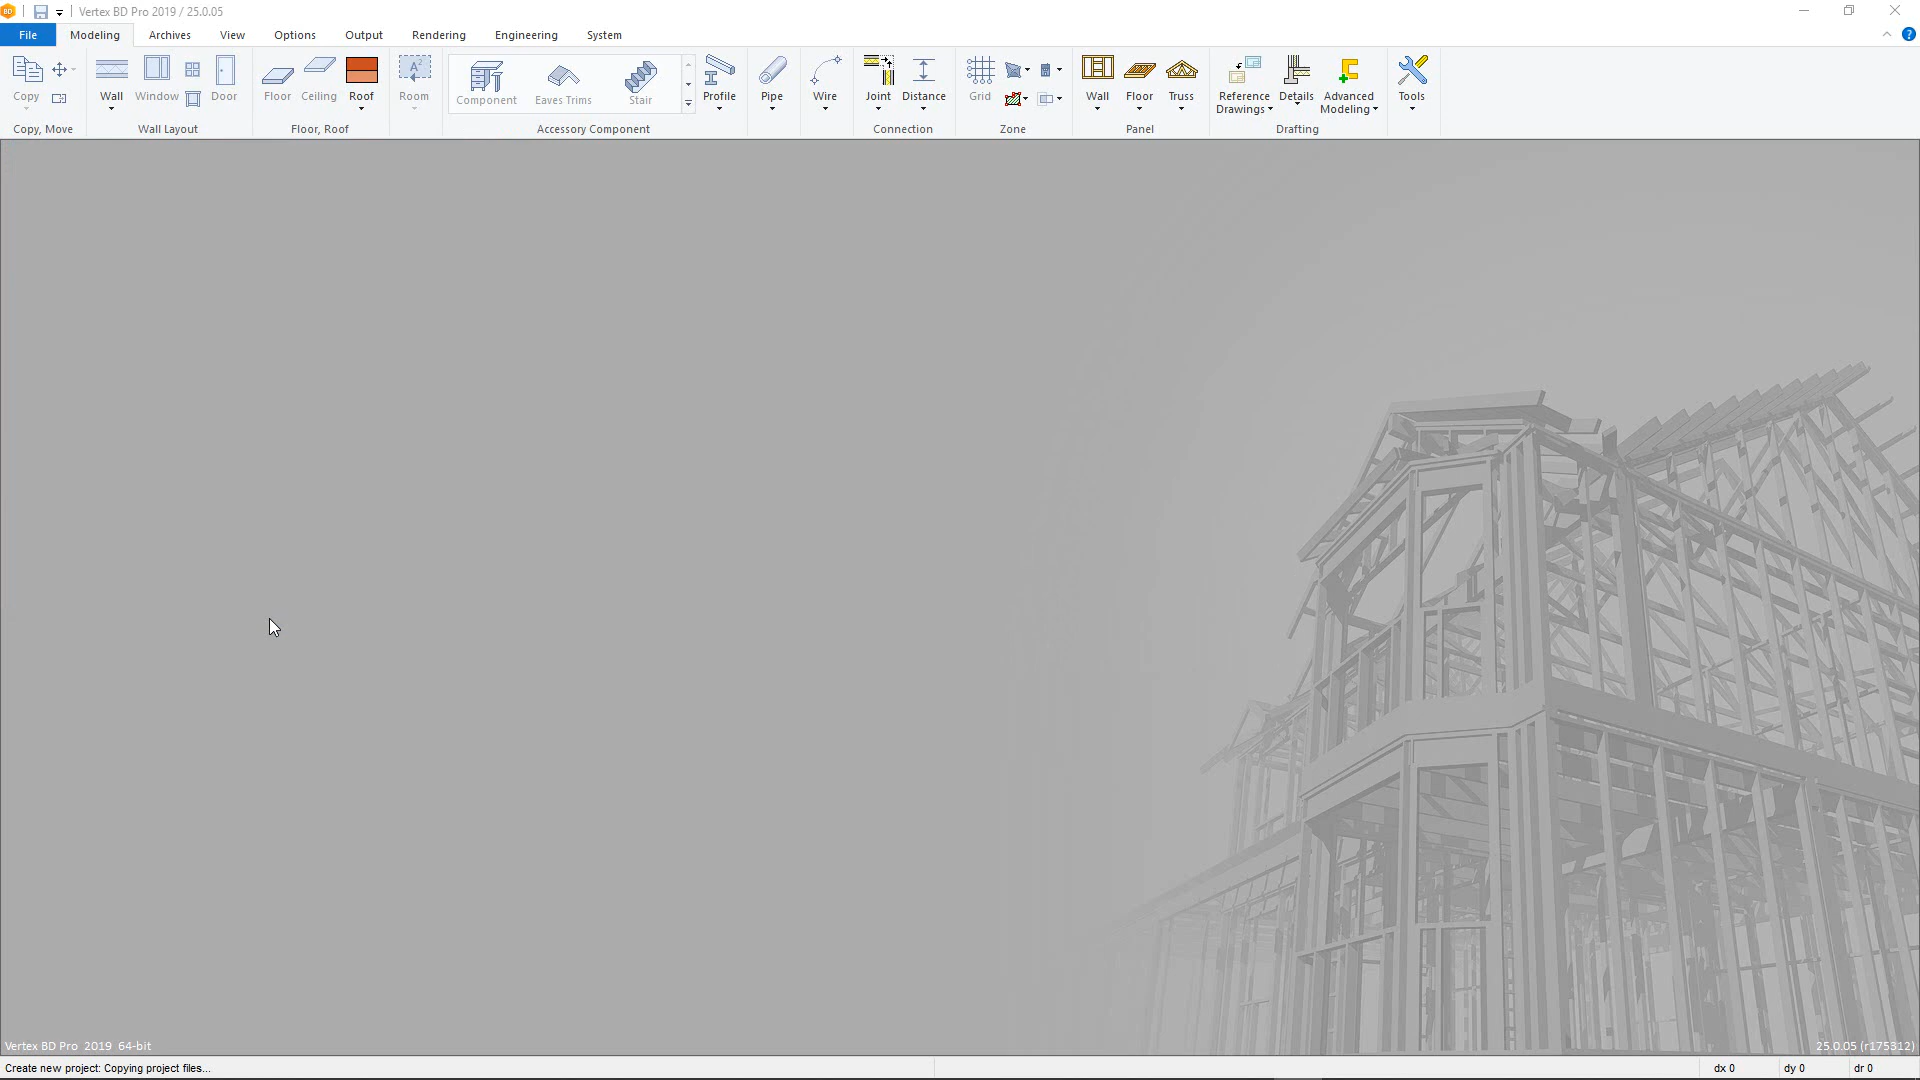 BD Vertex BD Pro 2019 / 25.0.05
File Modeling Archives View Options Output Rendering Engineering System ?
Copy Wall Window Door Floor Ceiling Roof Room Component Eaves Trims Stair Profile Pipe Wire Joint Distance Grid Wall Floor Truss Reference Drawings Details Advanced Modeling Tools
Copy, Move Wall Layout Floor, Roof Accessory Component Connection Zone Panel Drafting
Vertex BD Pro 2019 64-bit 25.0.05 (r175312)
Create new project: Copying project files... dx 0 dy 0 dr 0